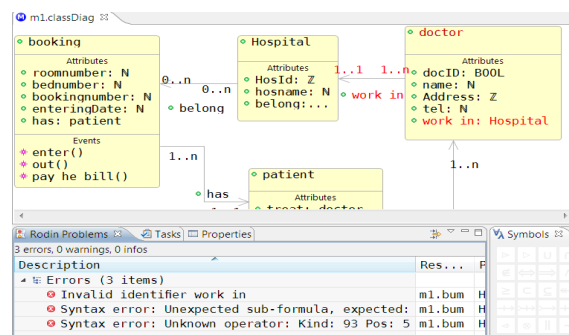 m1.classDiag
booking
Attributes
roomnumber: ℕ
bednumber: ℕ
bookingnumber: ℕ
enteringDate: ℕ
has: patient
Events
enter()
out()
pay he bill()
0..n
0..n
belong
Hospital
Attributes
HosId: ℤ
hosname: ℕ
belong:...
1..1 1..n
work in
doctor
Attributes
docID: BOOL
name: ℕ
Address: ℤ
tel: ℕ
work in: Hospital
1..n
1..n
has
patient
Attributes
treat: doctor
Rodin Problems Tasks Properties
Symbols
3 errors, 0 warnings, 0 infos
Description Res... P
Errors (3 items)
Invalid identifier work in m1.bum H
Syntax error: Unexpected sub-formula, expected: m1.bum H
Syntax error: Unknown operator: Kind: 93 Pos: 5 m1.bum H